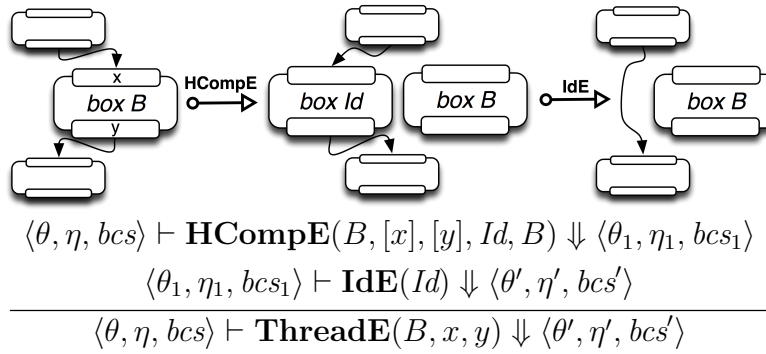 x
box B
y
HCompE
box Id
box B
IdE
box B
⟨θ, η, bcs⟩ ⊢ HCompE(B, [x], [y], Id, B) ⇓ ⟨θ₁, η₁, bcs₁⟩
⟨θ₁, η₁, bcs₁⟩ ⊢ IdE(Id) ⇓ ⟨θ′, η′, bcs′⟩
⟨θ, η, bcs⟩ ⊢ ThreadE(B, x, y) ⇓ ⟨θ′, η′, bcs′⟩